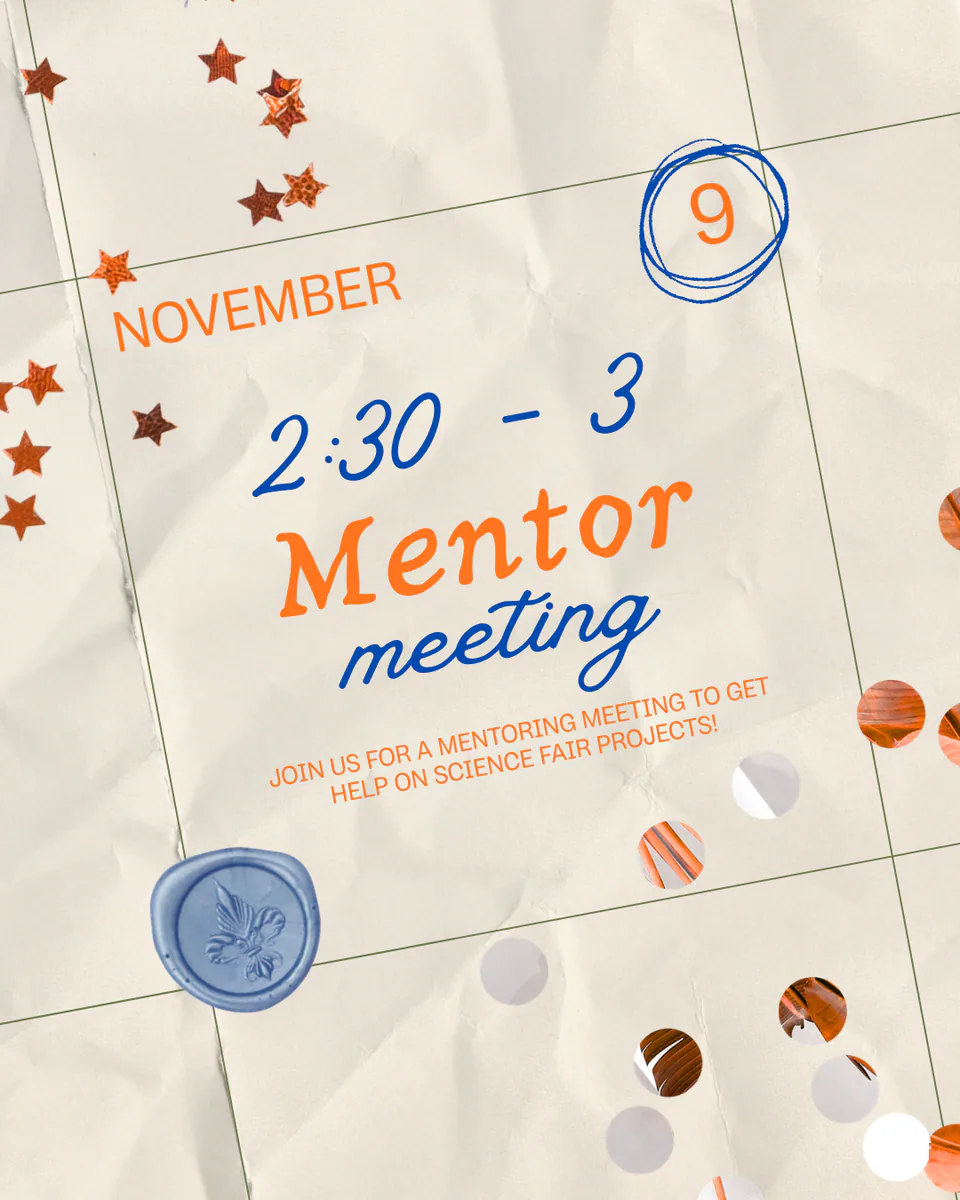 NOVEMBER
9
2:30 - 3
Mentor
meeting
JOIN US FOR A MENTORING MEETING TO GET
HELP ON SCIENCE FAIR PROJECTS!